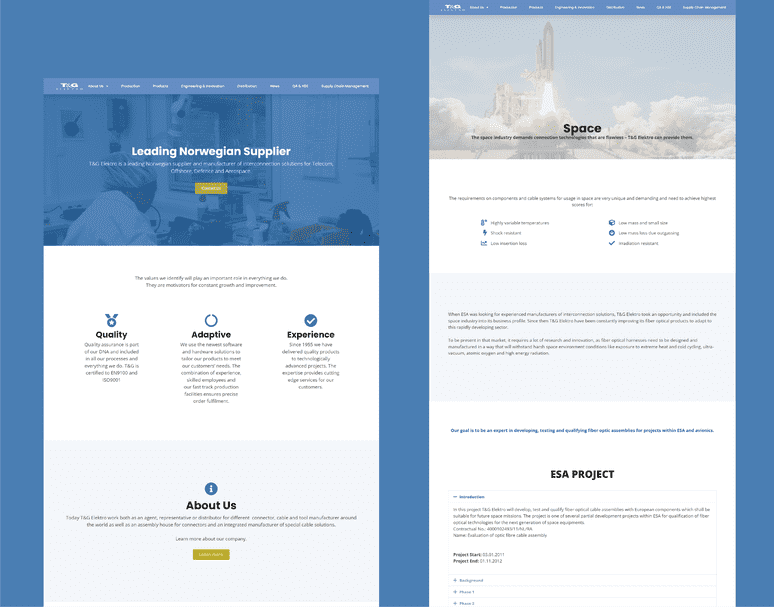 T&G
ELEKTRO
About Us
Production
Products
Engineering & Innovation
Distribution
News
QA & HSE
Supply Chain Management
Leading Norwegian Supplier
T&G Elektro is a leading Norwegian supplier and manufacturer of interconnection solutions for Telecom,
Offshore, Defence and Aerospace.
The values we identify will play an important role in everything we do.
They are motivators for constant growth and improvement.
Quality
Quality assurance is part
of our DNA and included
in all our processes and
everything we do. T&G is
certified to EN9100 and
ISO9001
Adaptive
We use the newest software
and hardware solutions to
tailor our products to meet
our customers' needs. The
combination of experience,
skilled employees and
our fast track production
facilities ensures precise
order fulfilment.
Experience
Since 1955 we have
delivered quality products
to technologically
advanced projects. The
expertise provides cutting
edge services for our
customers.
About Us
Today T&G Elektro work both as an agent, representative or distributor for different connector, cable and tool manufacturer around
the world as well as an assembly house for connectors and an integrated manufacturer of special cable solutions.
Learn more about our company.
Learn more
T&G
ELEKTRO
About Us
Production
Products
Engineering & Innovation
Distribution
News
QA & HSE
Supply Chain Management
Space
The space industry demands connection technologies that are flawless – T&G Elektro can provide them.
The requirements on components and cable systems for usage in space are very unique and demanding and need to achieve highest
scores for:
Highly variable temperatures
Shock resistant
Low insertion loss
Low mass and small size
Low mass loss due outgassing
Irradiation resistant
When ESA was looking for experienced manufacturers of interconnection solutions, T&G Elektro took an opportunity and included the
space industry into its business profile. Since then T&G Elektro have been constantly improving its fiber optical products to adapt to
this rapidly developing sector.
To be present in that market, it requires a lot of research and innovation, as fiber optical harnesses need to be designed and
manufactured in a way that will withstand harsh space environment conditions like exposure to extreme heat and cold cycling, ultra-
vacuum, atomic oxygen and high energy radiation.
Our goal is to be an expert in developing, testing and qualifying fiber optic assemblies for projects within ESA and avionics.
ESA PROJECT
Introduction
In this project T&G Elektro will develop, test and qualify fiber optical cable assemblies with European components which shall be
suitable for future space missions. The project is one of several partial development projects within ESA for qualification of fiber
optical technologies for the next generation of space equipments.
Contractual No.
Name: Evaluation of optic fibre cable assembly
Project Start: 03.01.2011
Project End: 01.11.2012
Background
Phase 1
Phase 2